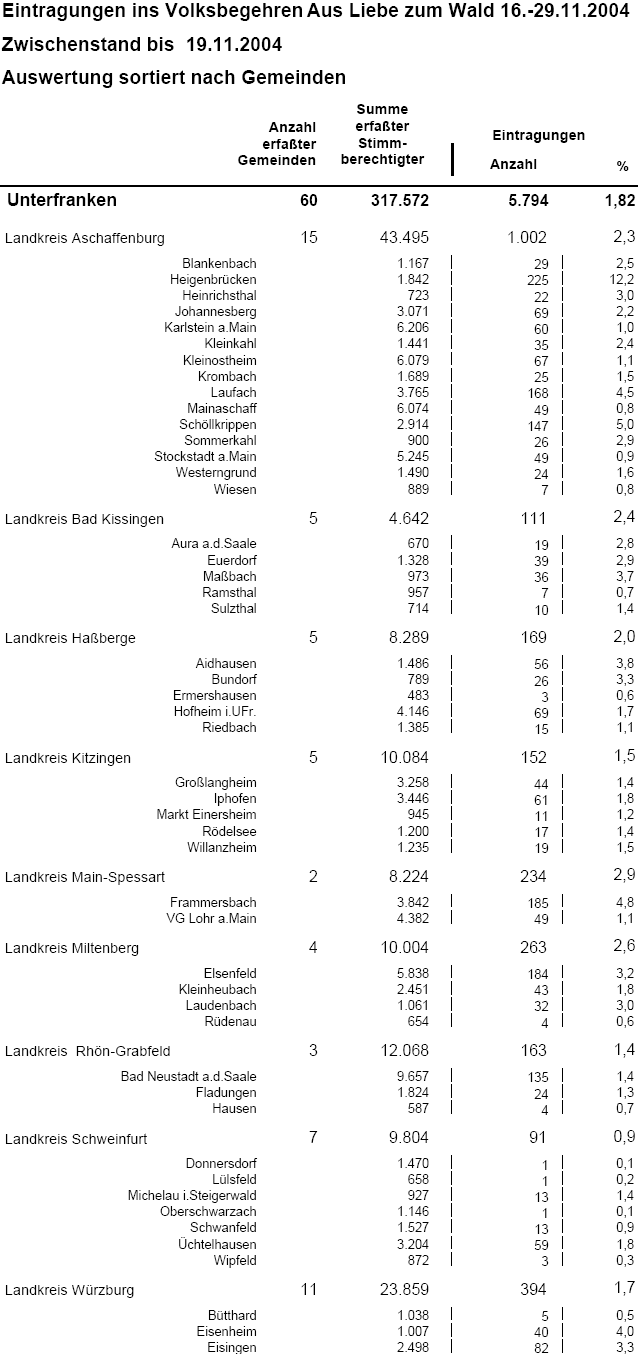 Eintragungen ins Volksbegehren Aus Liebe zum Wald 16.-29.11.2004
Zwischenstand bis 19.11.2004
Auswertung sortiert nach Gemeinden
Anzahl erfaßter Gemeinden | Summe erfaßter Stimm-berechtigter | Eintragungen Anzahl | %
Unterfranken 60 317.572 5.794 1,82
Landkreis Aschaffenburg 15 43.495 1.002 2,3
Blankenbach 1.167 29 2,5
Heigenbrücken 1.842 225 12,2
Heinrichsthal 723 22 3,0
Johannesberg 3.071 69 2,2
Karlstein a.Main 6.206 60 1,0
Kleinkahl 1.441 35 2,4
Kleinostheim 6.079 67 1,1
Krombach 1.689 25 1,5
Laufach 3.765 168 4,5
Mainaschaff 6.074 49 0,8
Schöllkrippen 2.914 147 5,0
Sommerkahl 900 26 2,9
Stockstadt a.Main 5.245 49 0,9
Westerngrund 1.490 24 1,6
Wiesen 889 7 0,8
Landkreis Bad Kissingen 5 4.642 111 2,4
Aura a.d.Saale 670 19 2,8
Euerdorf 1.328 39 2,9
Maßbach 973 36 3,7
Ramsthal 957 7 0,7
Sulzthal 714 10 1,4
Landkreis Haßberge 5 8.289 169 2,0
Aidhausen 1.486 56 3,8
Bundorf 789 26 3,3
Ermershausen 483 3 0,6
Hofheim i.UFr. 4.146 69 1,7
Riedbach 1.385 15 1,1
Landkreis Kitzingen 5 10.084 152 1,5
Großlangheim 3.258 44 1,4
Iphofen 3.446 61 1,8
Markt Einersheim 945 11 1,2
Rödelsee 1.200 17 1,4
Willanzheim 1.235 19 1,5
Landkreis Main-Spessart 2 8.224 234 2,9
Frammersbach 3.842 185 4,8
VG Lohr a.Main 4.382 49 1,1
Landkreis Miltenberg 4 10.004 263 2,6
Elsenfeld 5.838 184 3,2
Kleinheubach 2.451 43 1,8
Laudenbach 1.061 32 3,0
Rüdenau 654 4 0,6
Landkreis Rhön-Grabfeld 3 12.068 163 1,4
Bad Neustadt a.d.Saale 9.657 135 1,4
Fladungen 1.824 24 1,3
Hausen 587 4 0,7
Landkreis Schweinfurt 7 9.804 91 0,9
Donnersdorf 1.470 1 0,1
Lülsfeld 658 1 0,2
Michelau i.Steigerwald 927 13 1,4
Oberschwarzach 1.146 1 0,1
Schwanfeld 1.527 13 0,9
Üchtelhausen 3.204 59 1,8
Wipfeld 872 3 0,3
Landkreis Würzburg 11 23.859 394 1,7
Bütthard 1.038 5 0,5
Eisenheim 1.007 40 4,0
Eisingen 2.498 82 3,3